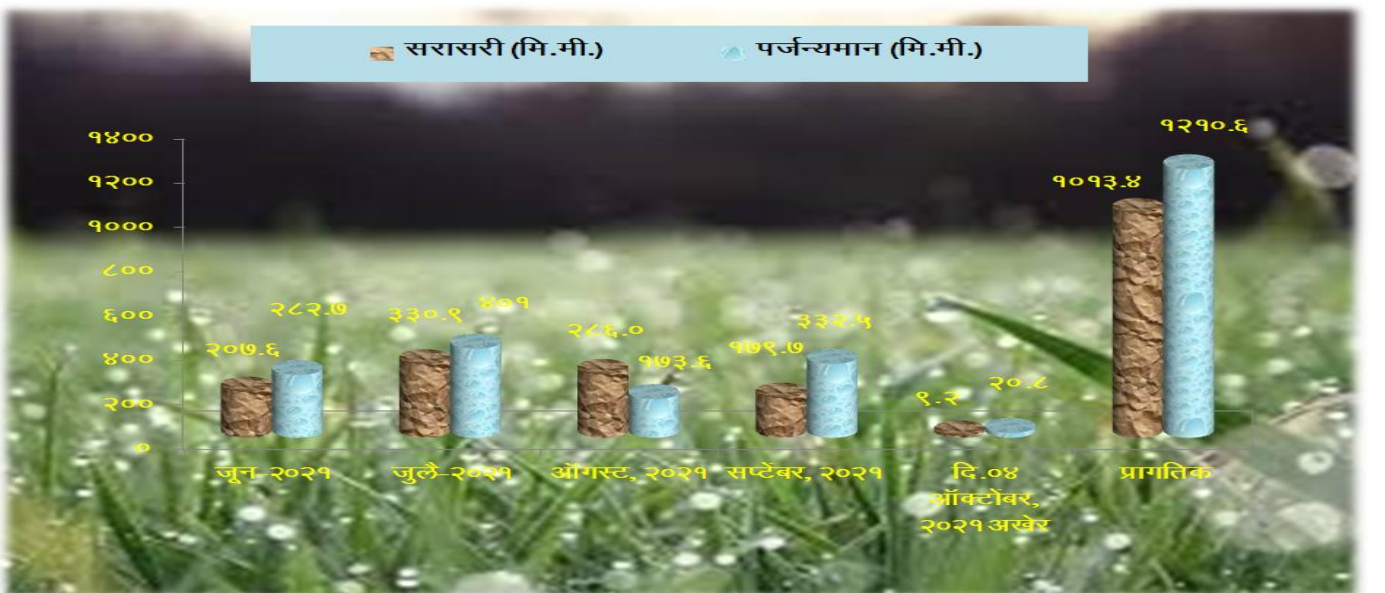 सरासरी (मि.मी.) पर्जन्यमान (मि.मी.)
१४००
१२००
१०००
८००
६००
४००
२००
०
२०७.६ २८२.७ ३३०.९ ४०१ २८६.० १७३.६ १७९.७ ३३२.५ ९.२ २०.८ १०१३.४ १२१०.६
जून-२०२१ जुलै-२०२१ ऑगस्ट, २०२१ सप्टेंबर, २०२१ दि.०४ प्रागतिक
ऑक्टोंबर,
२०२१ अखेर